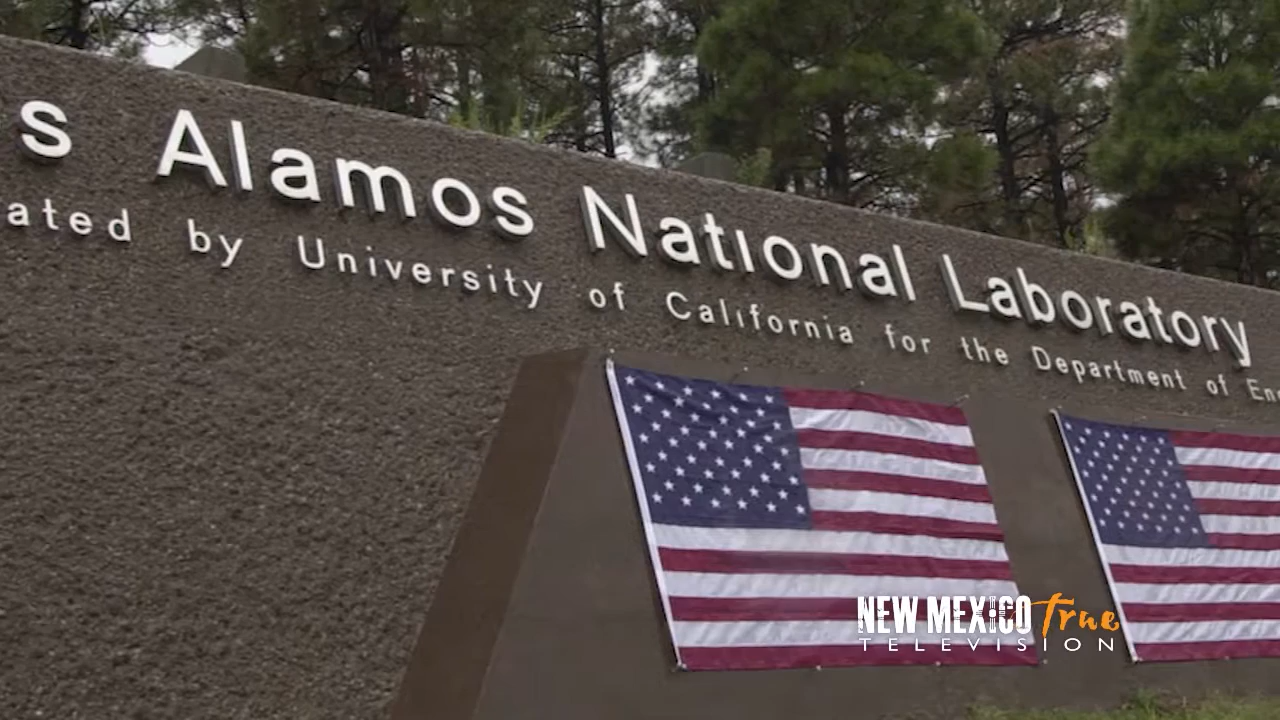 s Alamos National Laboratory
ated by University of California for the Department of En
NEW MEXICO True
TELEVISION